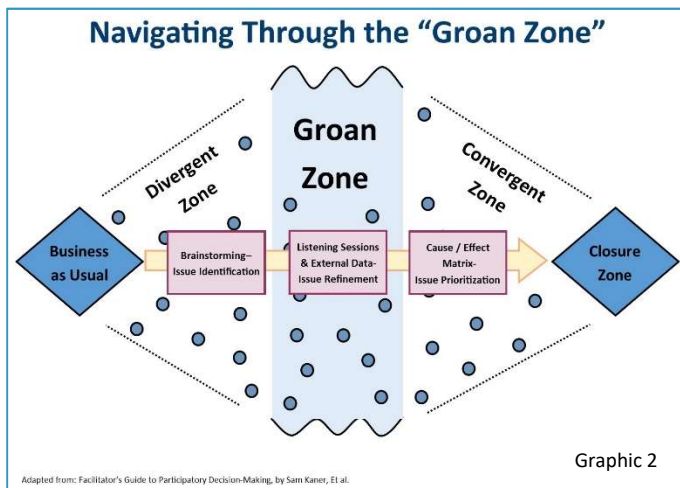 Navigating Through the “Groan Zone”
Divergent
Zone
Groan
Zone
Convergent
Zone
Business
as Usual
Brainstorming–
Issue Identification
Listening Sessions
& External Data-
Issue Refinement
Cause / Effect
Matrix-
Issue Prioritization
Closure
Zone
Graphic 2
Adapted from: Facilitator’s Guide to Participatory Decision-Making, by Sam Kaner, Et al.